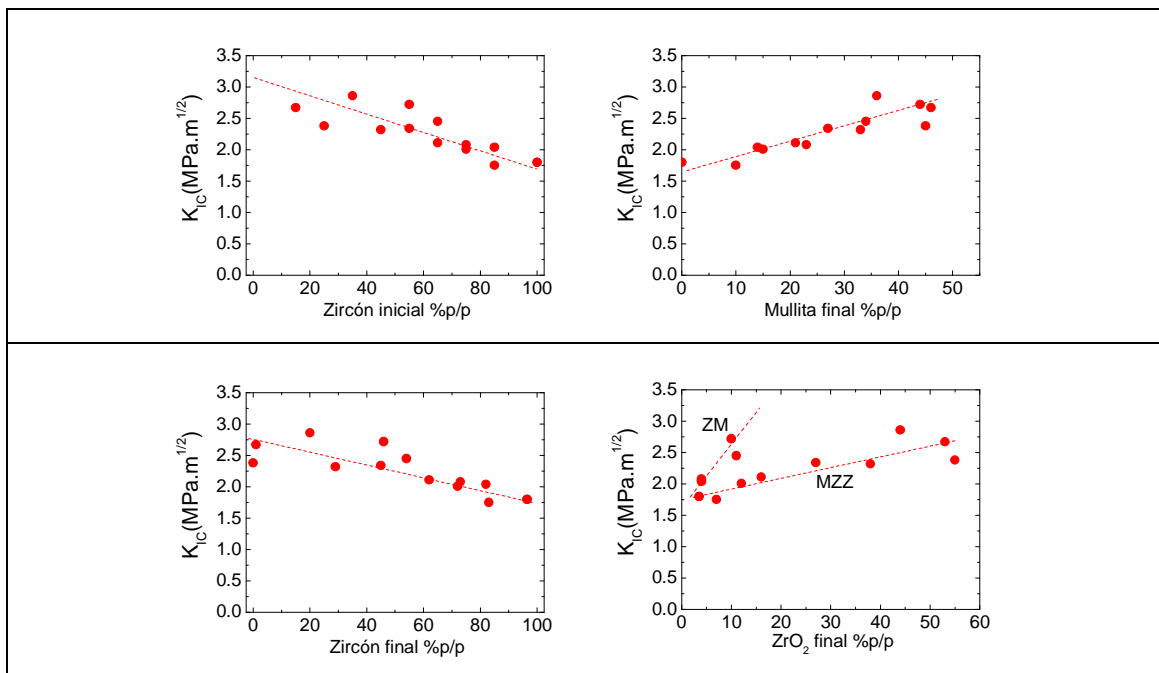 3.5
3.0
2.5
2.0
1.5
1.0
0.5
0.0
K_IC(MPa.m^1/2)
0 20 40 60 80 100
Zircón inicial %p/p
3.5
3.0
2.5
2.0
1.5
1.0
0.5
0.0
K_IC(MPa.m^1/2)
0 10 20 30 40 50
Mullita final %p/p
3.5
3.0
2.5
2.0
1.5
1.0
0.5
0.0
K_IC(MPa.m^1/2)
0 20 40 60 80 100
Zircón final %p/p
3.5
3.0
2.5
2.0
1.5
1.0
0.5
0.0
K_IC(MPa.m^1/2)
ZM
MZZ
0 10 20 30 40 50 60
ZrO₂ final %p/p